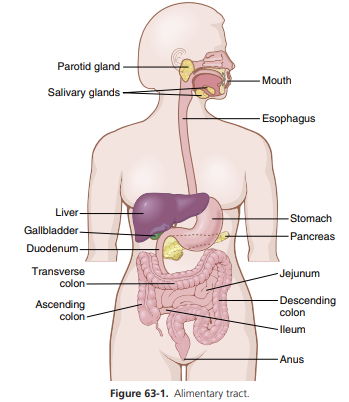 Parotid gland
Salivary glands
Mouth
Esophagus
Liver
Gallbladder
Duodenum
Stomach
Pancreas
Transverse
colon
Ascending
colon
Jejunum
Descending
colon
Ileum
Anus
Figure 63-1. Alimentary tract.